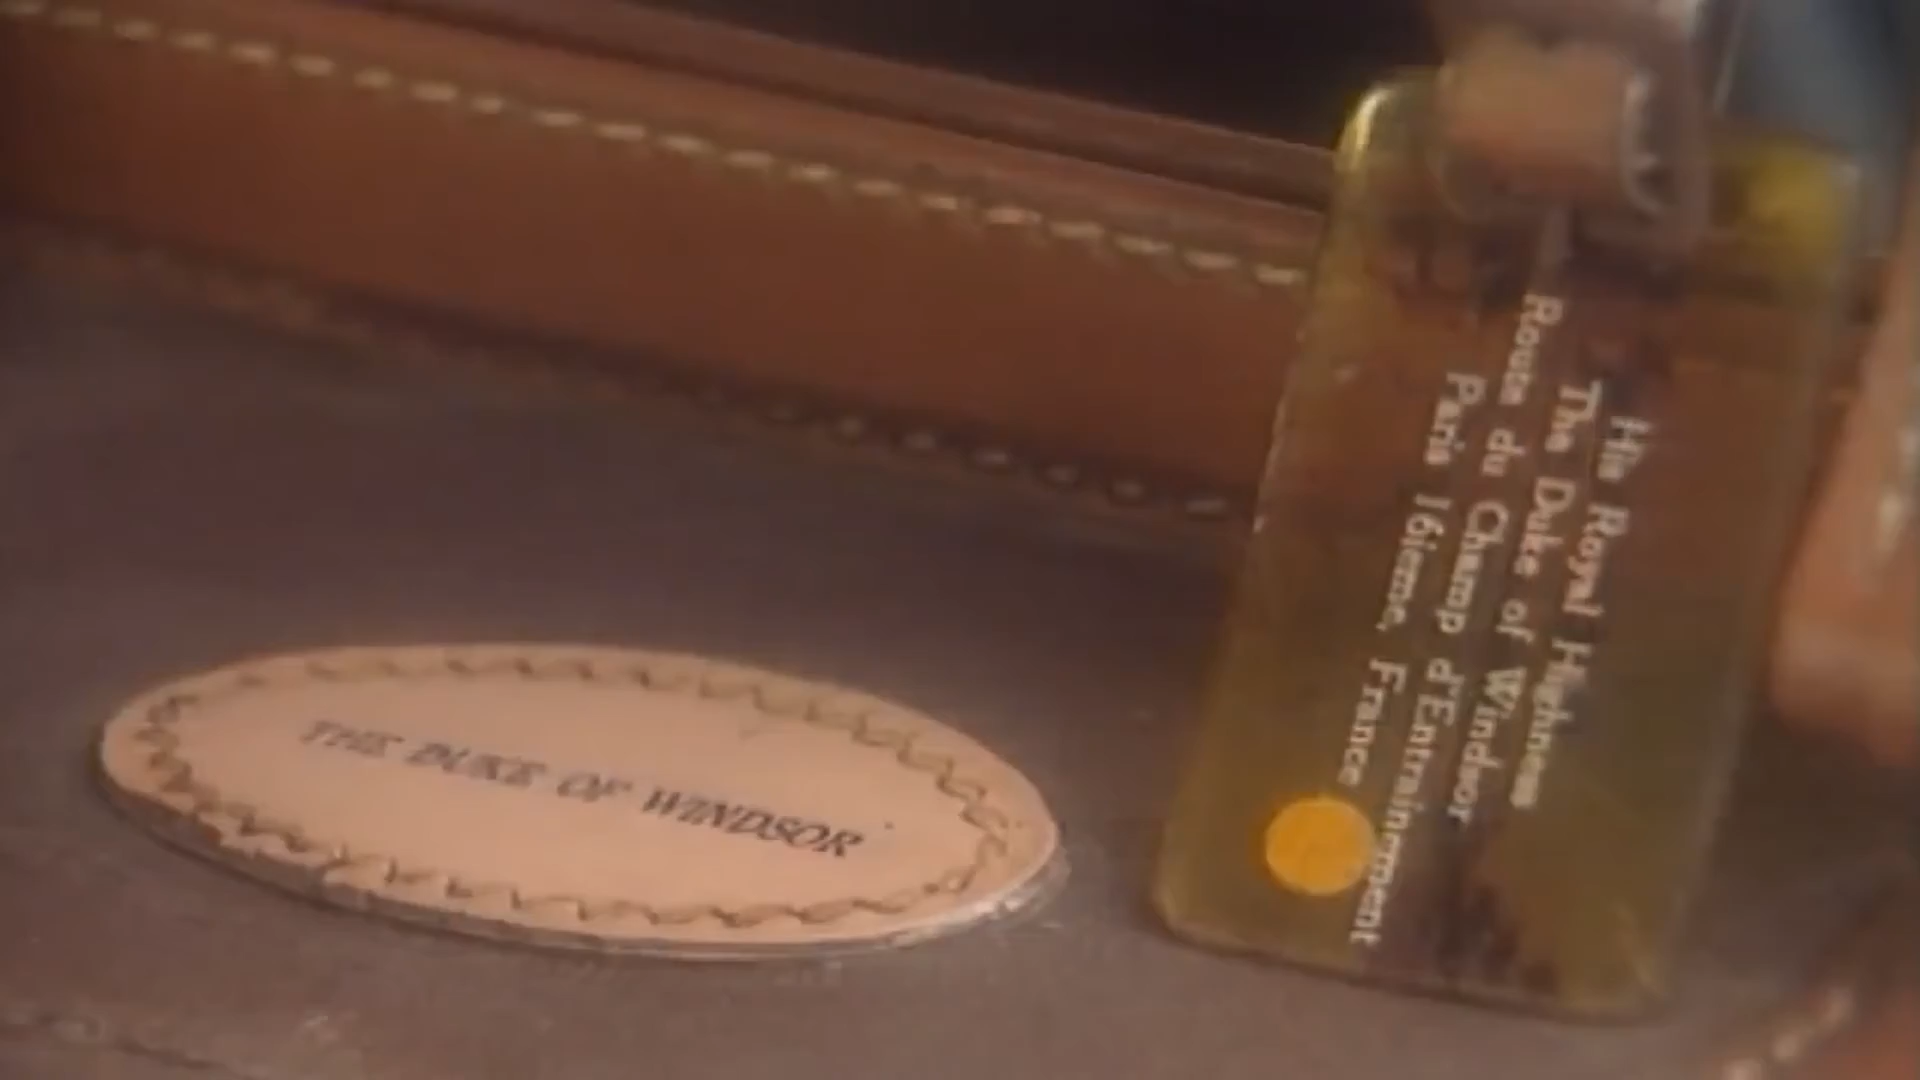 THE DUKE OF WINDSOR
His Royal Highness
The Duke of Windsor
Route du Champ d'Entrainment
Paris 16ieme, France